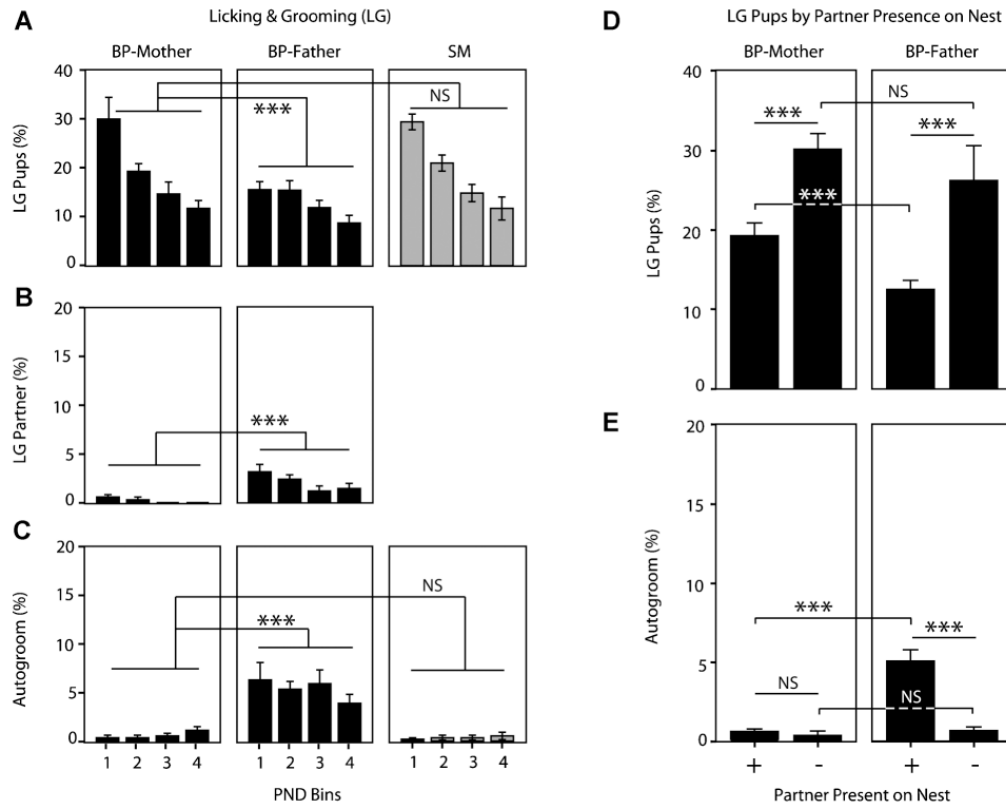 A
Licking & Grooming (LG)
BP-Mother BP-Father SM
LG Pups (%)
40
30
20
10
0
***
NS
B
LG Partner (%)
20
15
10
5
0
***
C
Autogroom (%)
20
15
10
5
0
***
NS
1 2 3 4 1 2 3 4 1 2 3 4
PND Bins
D
LG Pups by Partner Presence on Nest
BP-Mother BP-Father
LG Pups (%)
40
30
20
10
0
***
NS
***
***
E
Autogroom (%)
20
15
10
5
0
***
***
NS
NS
+ - + -
Partner Present on Nest